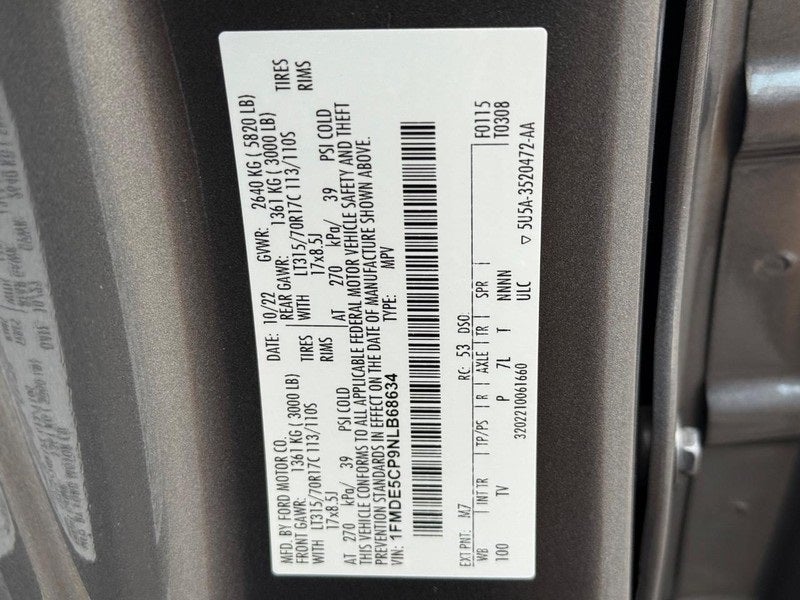 MFD. BY FORD MOTOR CO.
DATE: 10/22 GVWR: 2640 KG ( 5820 LB)
FRONT GAWR: 1361 KG ( 3000 LB) REAR GAWR: 1361 KG ( 3000 LB)
WITH LT315/70R17C 113/110S TIRES WITH LT315/70R17C 113/110S TIRES
17x8.5J RIMS 17x8.5J RIMS
AT 270 kPa/ 39 PSI COLD AT 270 kPa/ 39 PSI COLD
THIS VEHICLE CONFORMS TO ALL APPLICABLE FEDERAL MOTOR VEHICLE SAFETY AND THEFT
PREVENTION STANDARDS IN EFFECT ON THE DATE OF MANUFACTURE SHOWN ABOVE.
VIN: 1FMDE5CP9NLB68634 TYPE: MPV
EXT PNT: M7 RC: 53 DSO: F0115
WB INT TR TP/PS R AXLE TR SPR T0308
100 TV P 7L T NNNN
3202210061660 ULC
5U5A-3520472-AA